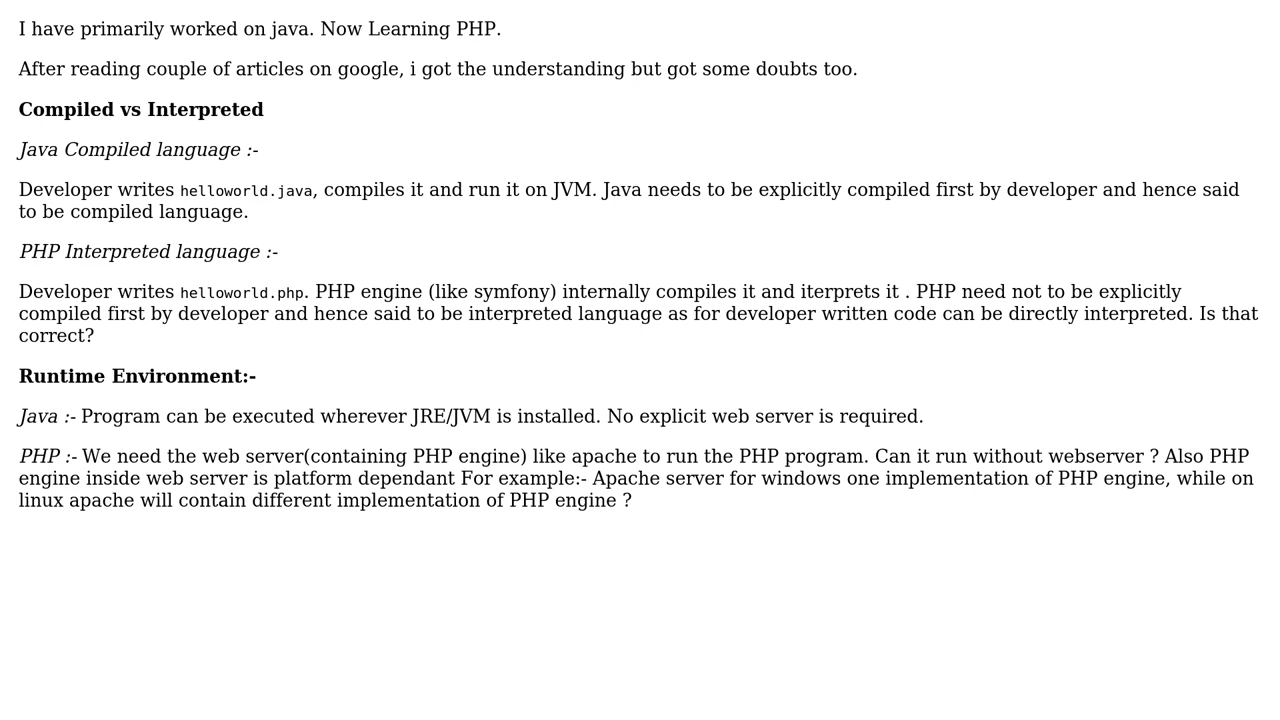 I have primarily worked on java. Now Learning PHP.
After reading couple of articles on google, i got the understanding but got some doubts too.
Compiled vs Interpreted
Java Compiled language :-
Developer writes helloworld.java, compiles it and run it on JVM. Java needs to be explicitly compiled first by developer and hence said
to be compiled language.
PHP Interpreted language :-
Developer writes helloworld.php. PHP engine (like symfony) internally compiles it and iterprets it . PHP need not to be explicitly
compiled first by developer and hence said to be interpreted language as for developer written code can be directly interpreted. Is that
correct?
Runtime Environment:-
Java :- Program can be executed wherever JRE/JVM is installed. No explicit web server is required.
PHP :- We need the web server(containing PHP engine) like apache to run the PHP program. Can it run without webserver ? Also PHP
engine inside web server is platform dependant For example:- Apache server for windows one implementation of PHP engine, while on
linux apache will contain different implementation of PHP engine ?